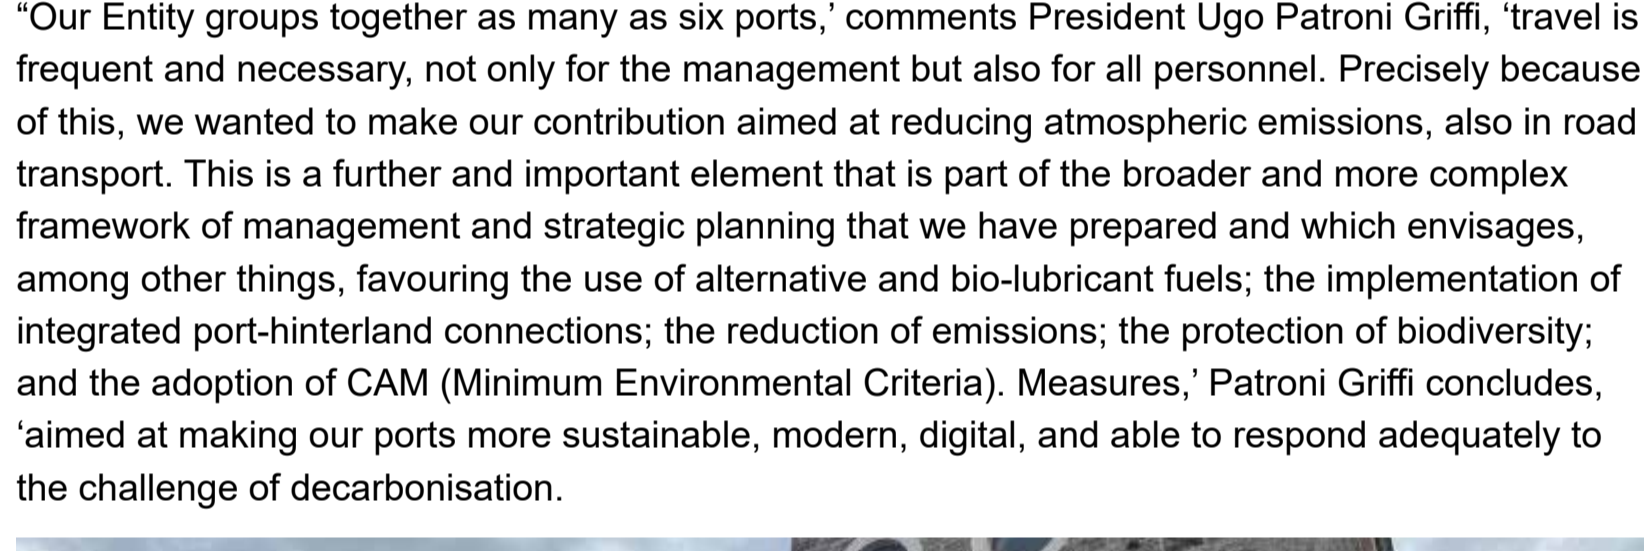 “Our Entity groups together as many as six ports,’ comments President Ugo Patroni Griffi, ‘travel is
frequent and necessary, not only for the management but also for all personnel. Precisely because
of this, we wanted to make our contribution aimed at reducing atmospheric emissions, also in road
transport. This is a further and important element that is part of the broader and more complex
framework of management and strategic planning that we have prepared and which envisages,
among other things, favouring the use of alternative and bio-lubricant fuels; the implementation of
integrated port-hinterland connections; the reduction of emissions; the protection of biodiversity;
and the adoption of CAM (Minimum Environmental Criteria). Measures,’ Patroni Griffi concludes,
‘aimed at making our ports more sustainable, modern, digital, and able to respond adequately to
the challenge of decarbonisation.